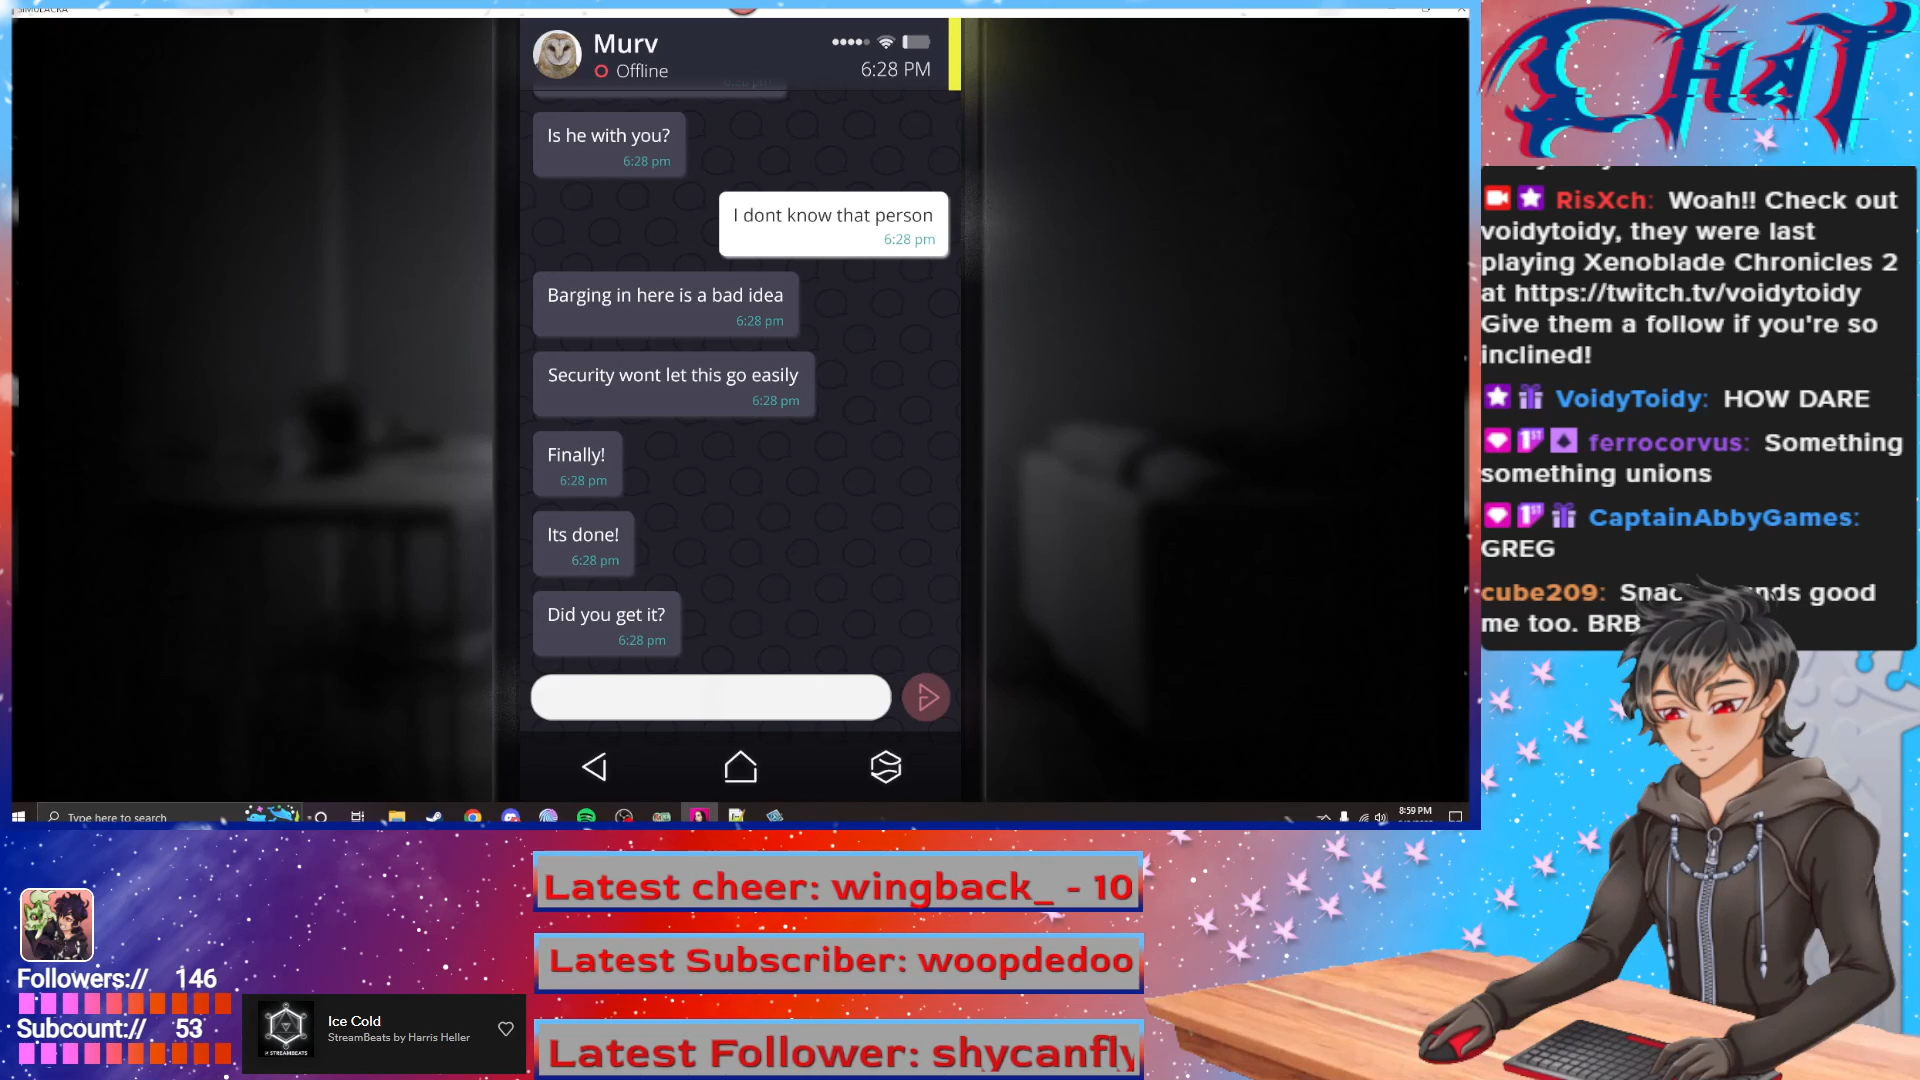 SIMULACRA
Murv
Offline
6:28 PM
Is he with you?
6:28 pm
I dont know that person
6:28 pm
Barging in here is a bad idea
6:28 pm
Security wont let this go easily
6:28 pm
Finally!
6:28 pm
Its done!
6:28 pm
Did you get it?
6:28 pm
Type here to search
8:59 PM
CHAT
RisXch: Woah!! Check out
voidytoidy, they were last
playing Xenoblade Chronicles 2
at https://twitch.tv/voidytoidy
Give them a follow if you're so
inclined!
VoidyToidy: HOW DARE
1ST ferrocorvus: Something
something unions
1ST CaptainAbbyGames:
GREG
cube209: good
me too. BRB
Latest cheer: wingback_ - 10
Latest Subscriber: woopdedoo
Latest Follower: shycanfly
Followers:// 146
Subcount:// 53
STREAMBEATS
Ice Cold
StreamBeats by Harris Heller